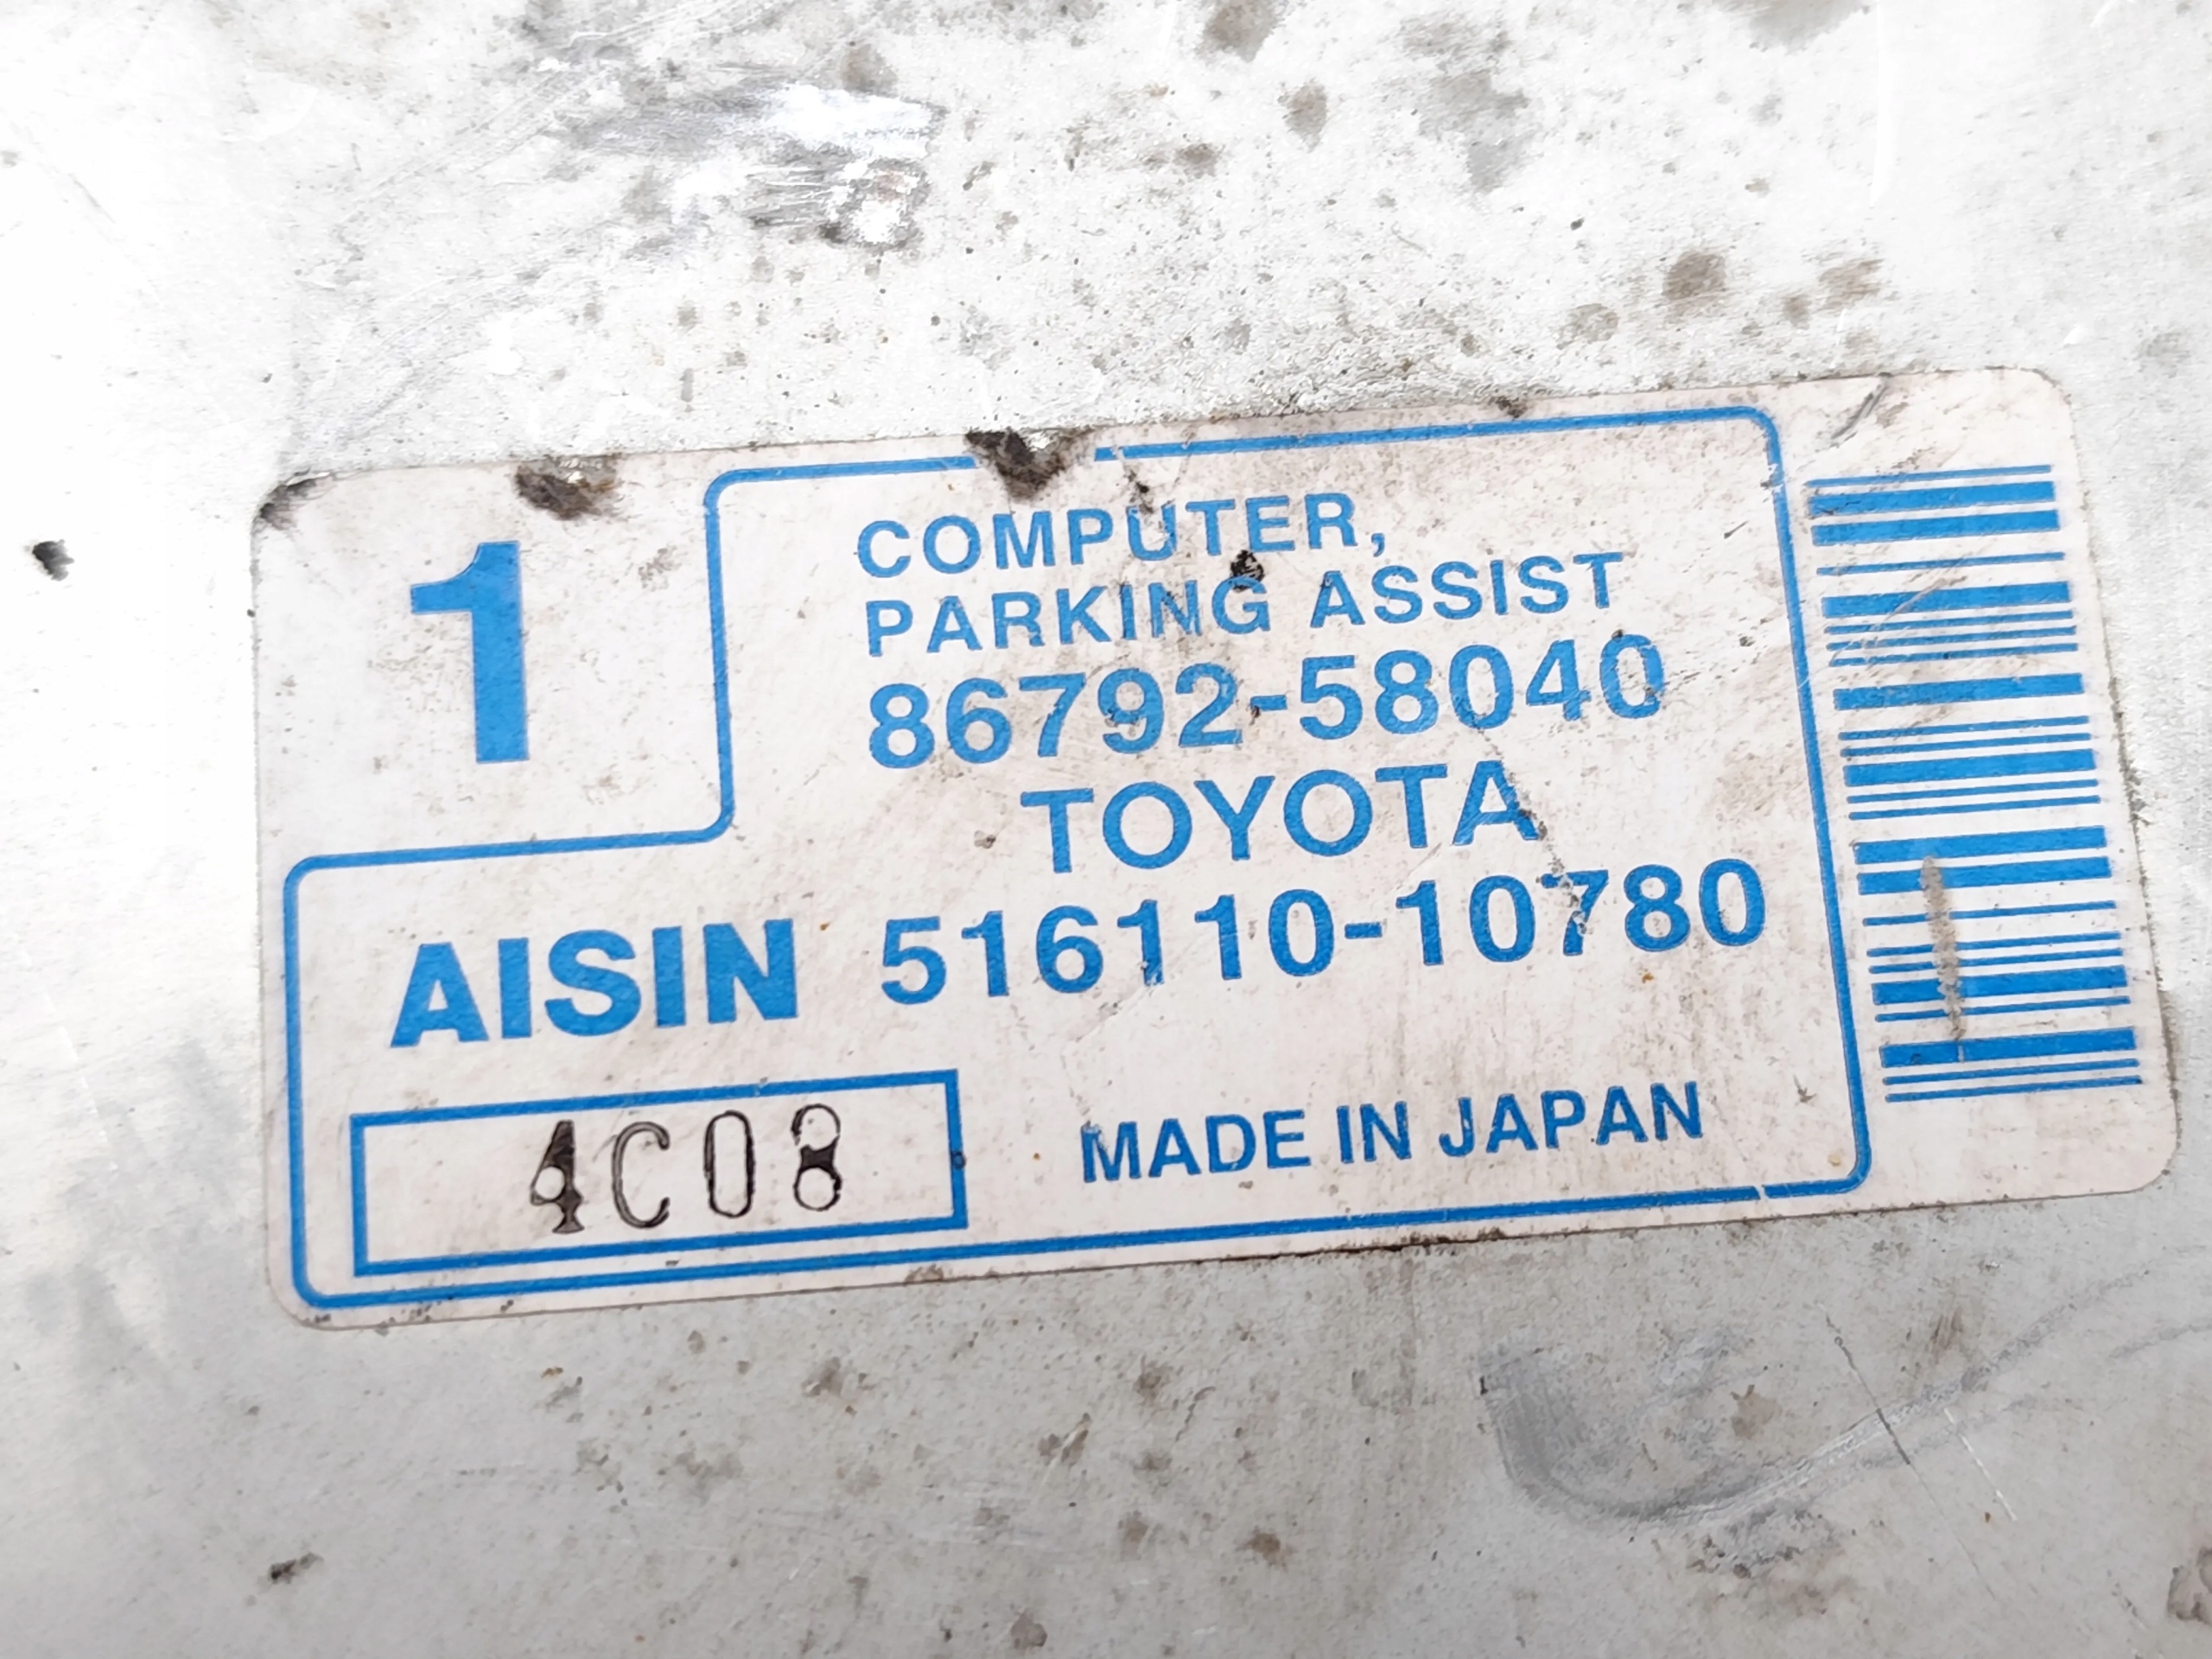 1
COMPUTER,
PARKING ASSIST
86792-58040
TOYOTA
AISIN 516110-10780
4C08
MADE IN JAPAN